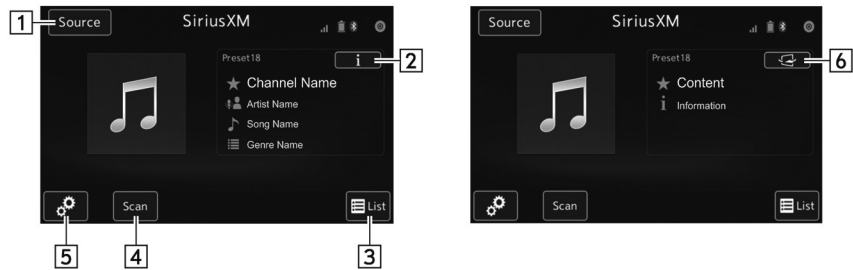 1 Source SiriusXM
Preset18 i 2
Channel Name
Artist Name
Song Name
Genre Name
Scan List
5 4 3
Source SiriusXM
Preset18 6
Content
i Information
Scan List